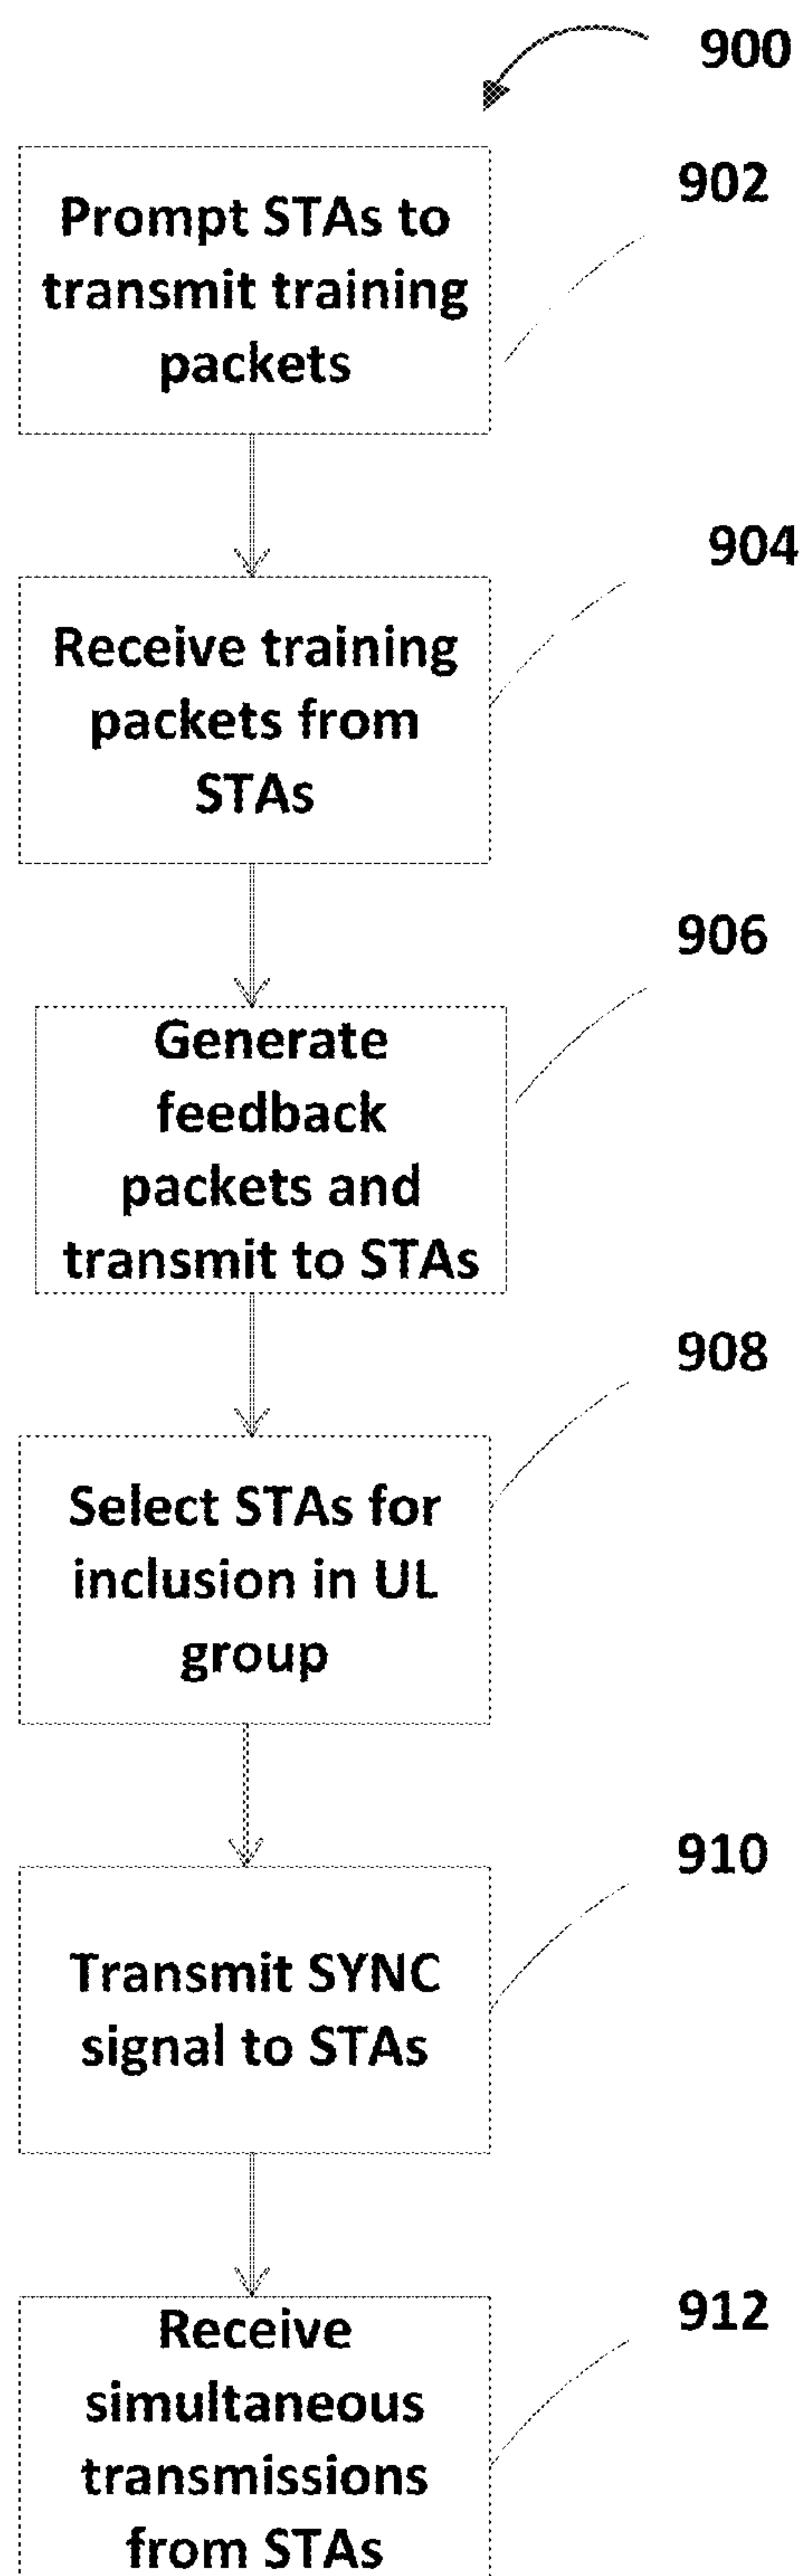 900
902
Prompt STAs to
transmit training
packets
904
Receive training
packets from
STAs
906
Generate
feedback
packets and
transmit to STAs
908
Select STAs for
inclusion in UL
group
910
Transmit SYNC
signal to STAs
912
Receive
simultaneous
transmissions
from STAs